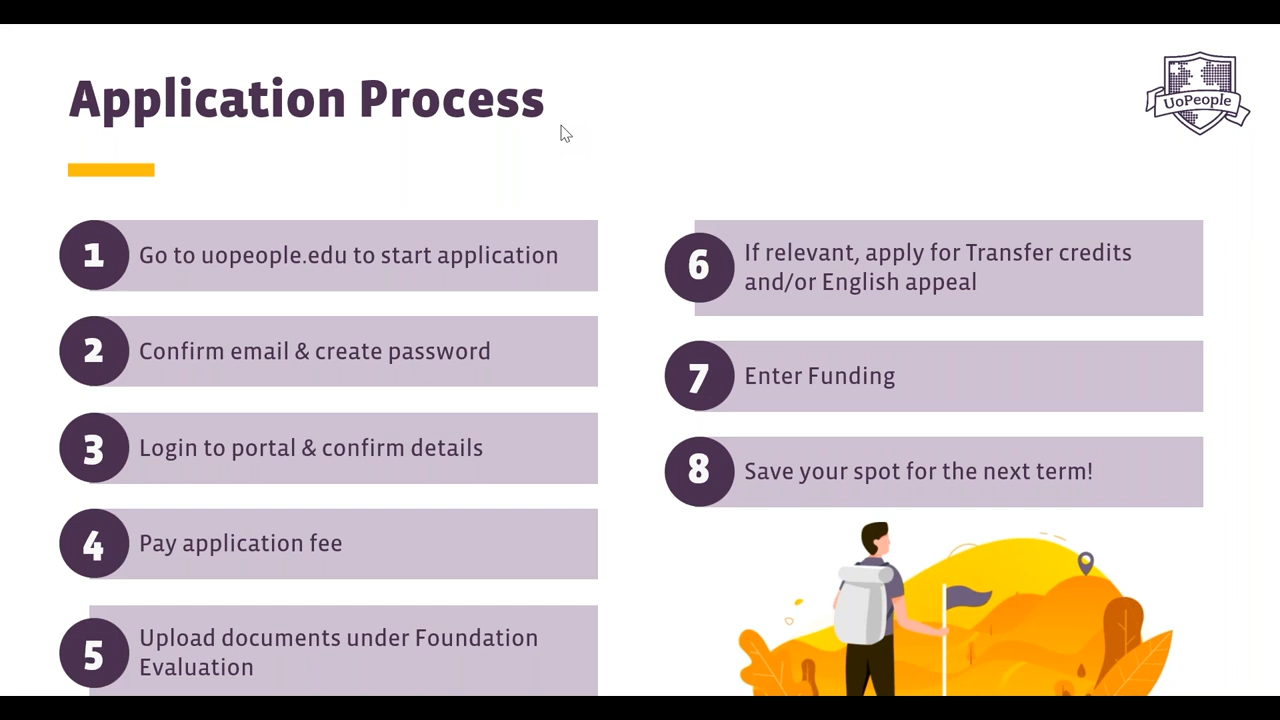 Application Process
UoPeople
1
Go to uopeople.edu to start application
2
Confirm email & create password
3
Login to portal & confirm details
4
Pay application fee
5
Upload documents under Foundation
Evaluation
6
If relevant, apply for Transfer credits
and/or English appeal
7
Enter Funding
8
Save your spot for the next term!